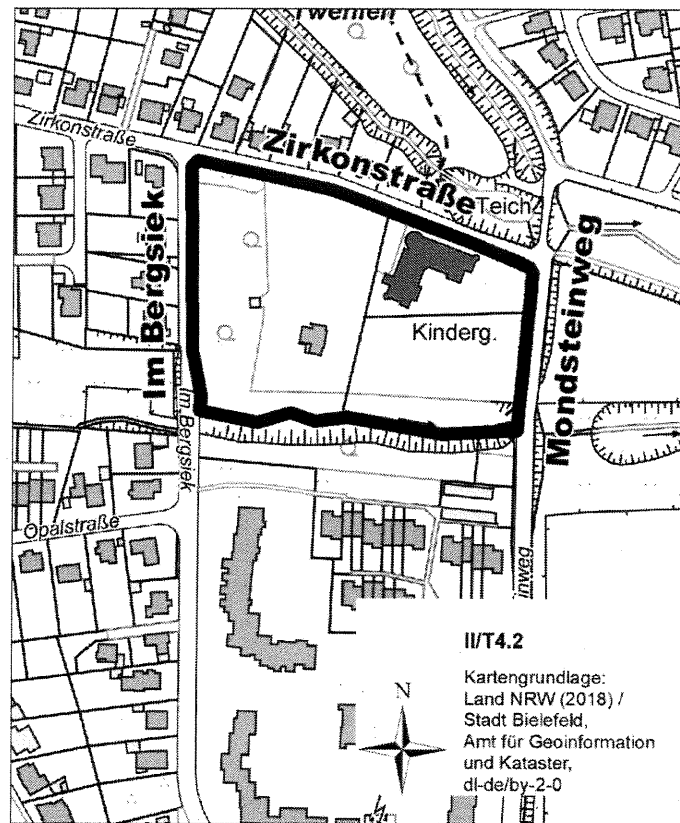 Twellen
Zirkonstraße
Zirkonstraße
Teich
Im Bergsiek
Kinderg.
Mondsteinweg
Im Bergsiek
Opalstraße
II/T4.2
Kartengrundlage:
Land NRW (2018) /
Stadt Bielefeld,
Amt für Geoinformation
und Kataster,
dl-de/by-2-0
N